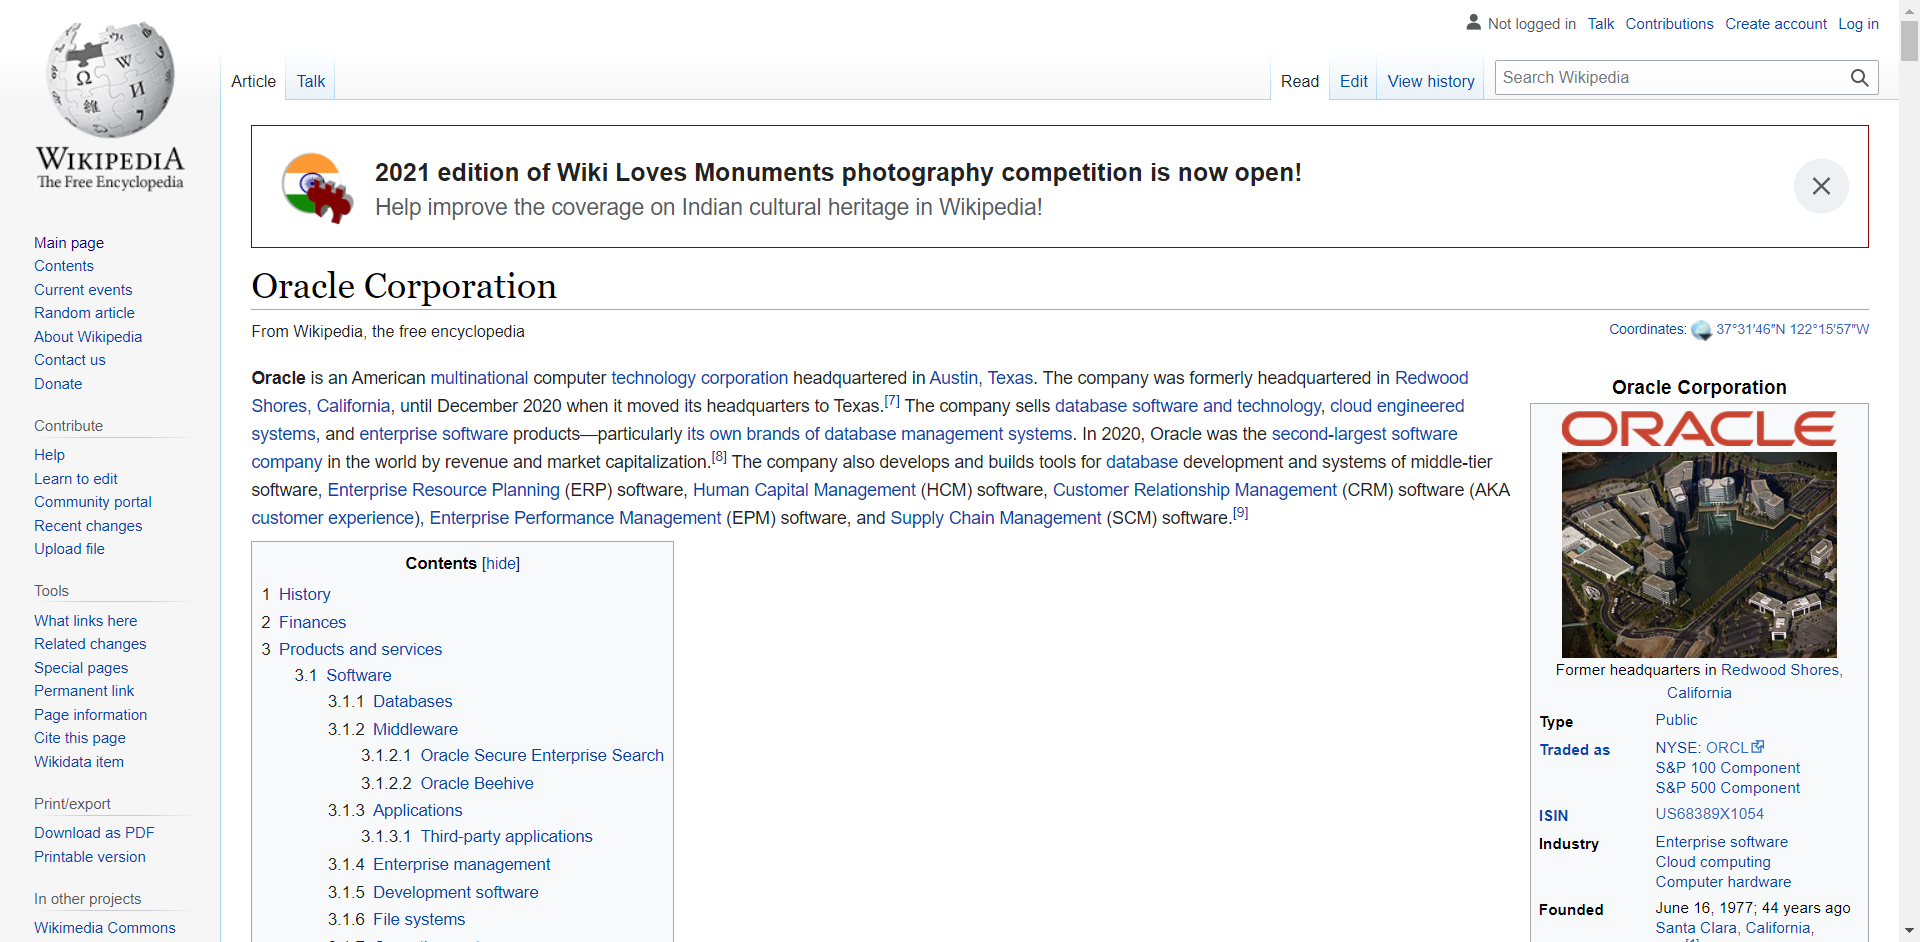 Not logged in Talk Contributions Create account Log in
Article Talk Read Edit View history Search Wikipedia
WIKIPEDIA
The Free Encyclopedia
Main page
Contents
Current events
Random article
About Wikipedia
Contact us
Donate
Contribute
Help
Learn to edit
Community portal
Recent changes
Upload file
Tools
What links here
Related changes
Special pages
Permanent link
Page information
Cite this page
Wikidata item
Print/export
Download as PDF
Printable version
In other projects
Wikimedia Commons
2021 edition of Wiki Loves Monuments photography competition is now open!
Help improve the coverage on Indian cultural heritage in Wikipedia!
Oracle Corporation
From Wikipedia, the free encyclopedia
Coordinates: 37°31′46″N 122°15′57″W
Oracle is an American multinational computer technology corporation headquartered in Austin, Texas. The company was formerly headquartered in Redwood
Shores, California, until December 2020 when it moved its headquarters to Texas.[7] The company sells database software and technology, cloud engineered
systems, and enterprise software products—particularly its own brands of database management systems. In 2020, Oracle was the second-largest software
company in the world by revenue and market capitalization.[8] The company also develops and builds tools for database development and systems of middle-tier
software, Enterprise Resource Planning (ERP) software, Human Capital Management (HCM) software, Customer Relationship Management (CRM) software (AKA
customer experience), Enterprise Performance Management (EPM) software, and Supply Chain Management (SCM) software.[9]
Contents [hide]
1 History
2 Finances
3 Products and services
3.1 Software
3.1.1 Databases
3.1.2 Middleware
3.1.2.1 Oracle Secure Enterprise Search
3.1.2.2 Oracle Beehive
3.1.3 Applications
3.1.3.1 Third-party applications
3.1.4 Enterprise management
3.1.5 Development software
3.1.6 File systems
Oracle Corporation
ORACLE
Former headquarters in Redwood Shores,
California
Type Public
Traded as NYSE: ORCL
S&P 100 Component
S&P 500 Component
ISIN US68389X1054
Industry Enterprise software
Cloud computing
Computer hardware
Founded June 16, 1977; 44 years ago
Santa Clara, California,